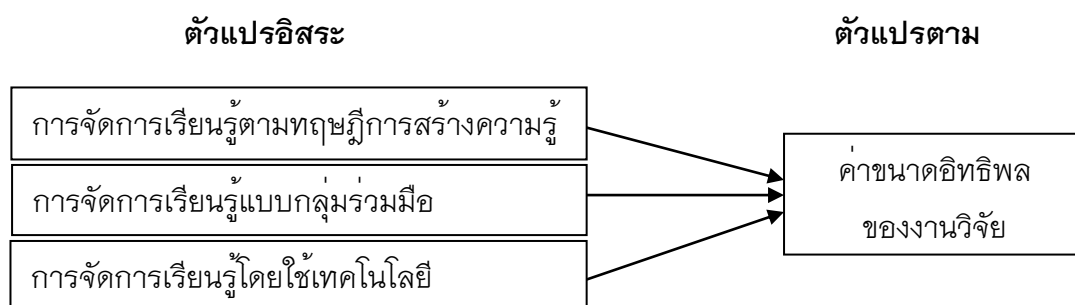 ตัวแปรอิสระ
ตัวแปรตาม
การจัดการเรียนรู้ตามทฤษฎีการสร้างความรู้
การจัดการเรียนรู้แบบกลุ่มร่วมมือ
การจัดการเรียนรู้โดยใช้เทคโนโลยี
ค่าขนาดอิทธิพล
ของงานวิจัย